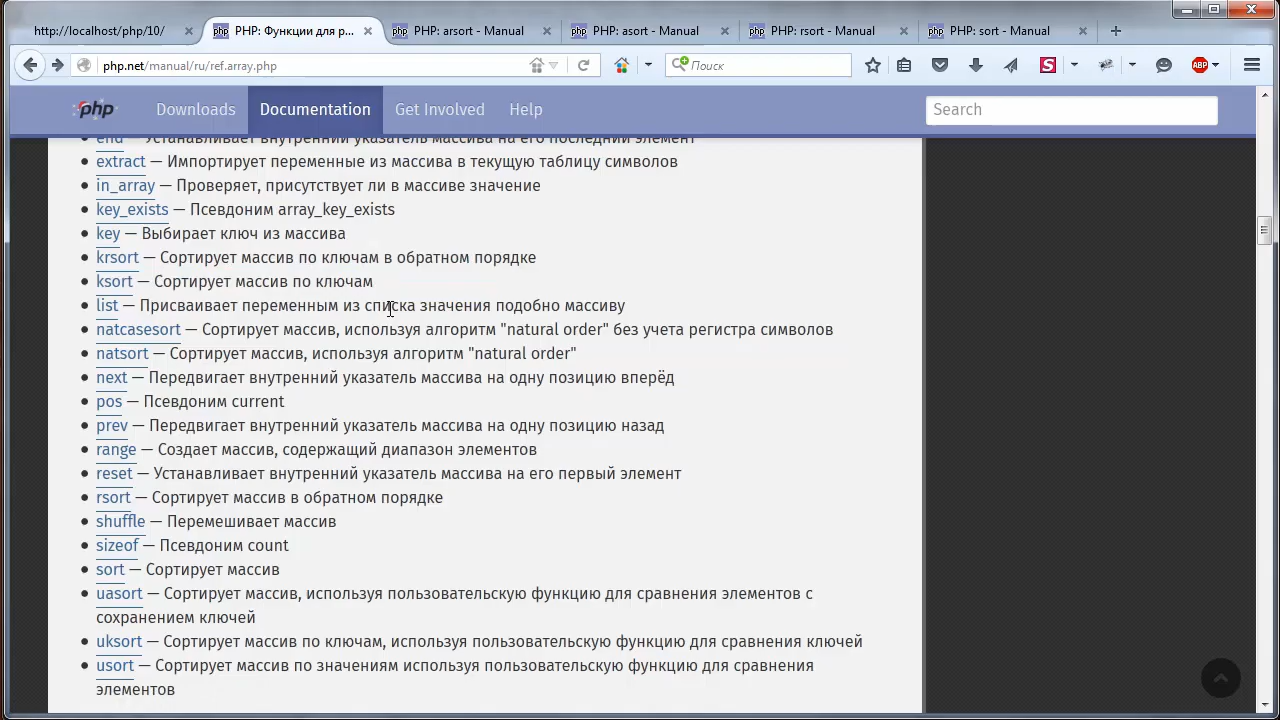 http://localhost/php/10/
PHP: Функции для р...
PHP: arsort - Manual
PHP: asort - Manual
PHP: rsort - Manual
PHP: sort - Manual
php.net/manual/ru/ref.array.php
Поиск
php
Downloads
Documentation
Get Involved
Help
Search
end — Устанавливает внутренний указатель массива на его последний элемент
extract — Импортирует переменные из массива в текущую таблицу символов
in_array — Проверяет, присутствует ли в массиве значение
key_exists — Псевдоним array_key_exists
key — Выбирает ключ из массива
krsort — Сортирует массив по ключам в обратном порядке
ksort — Сортирует массив по ключам
list — Присваивает переменным из списка значения подобно массиву
natcasesort — Сортирует массив, используя алгоритм "natural order" без учета регистра символов
natsort — Сортирует массив, используя алгоритм "natural order"
next — Передвигает внутренний указатель массива на одну позицию вперёд
pos — Псевдоним current
prev — Передвигает внутренний указатель массива на одну позицию назад
range — Создает массив, содержащий диапазон элементов
reset — Устанавливает внутренний указатель массива на его первый элемент
rsort — Сортирует массив в обратном порядке
shuffle — Перемешивает массив
sizeof — Псевдоним count
sort — Сортирует массив
uasort — Сортирует массив, используя пользовательскую функцию для сравнения элементов с
сохранением ключей
uksort — Сортирует массив по ключам, используя пользовательскую функцию для сравнения ключей
usort — Сортирует массив по значениям используя пользовательскую функцию для сравнения
элементов